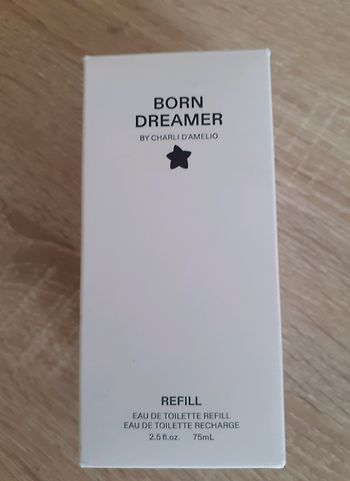 BORN
DREAMER
BY CHARLI D'AMELIO
REFILL
EAU DE TOILETTE REFILL
EAU DE TOILETTE RECHARGE
2.5 fl.oz. 75mL